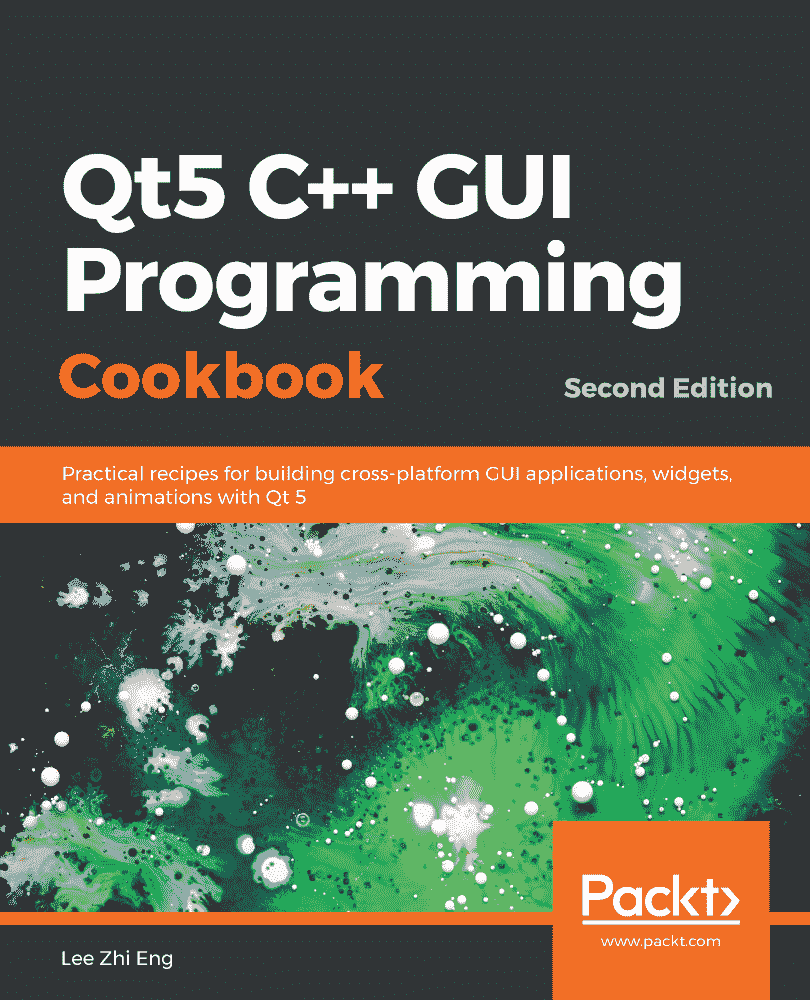 Qt5 C++ GUI
Programming
Cookbook
Second Edition
Practical recipes for building cross-platform GUI applications, widgets,
and animations with Qt 5
Packt>
www.packt.com
Lee Zhi Eng